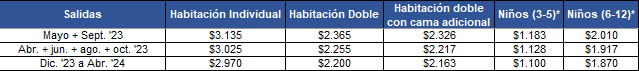 Salidas Habitación Individual Habitación Doble Habitación doble con cama adicional Niños (3-5)* Niños (6-12)*
Mayo + Sept. '23 $3.135 $2.365 $2.326 $1.183 $2.010
Abr. + jun. + ago. + oct. '23 $3.025 $2.255 $2.217 $1.128 $1.917
Dic. '23 a Abr. '24 $2.970 $2.200 $2.163 $1.100 $1.870